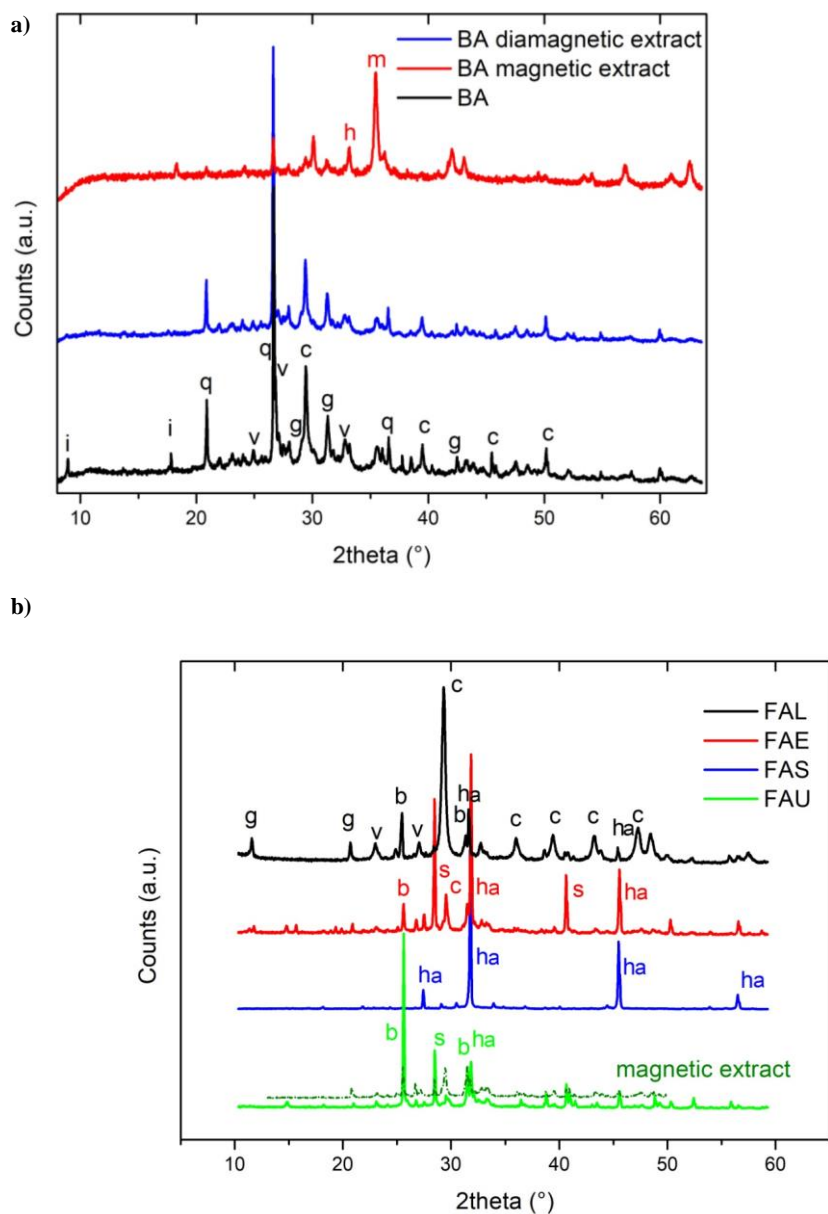 a)
BA diamagnetic extract
BA magnetic extract
BA
m
h
q
v
c
g
g
q
i
i
v
v
q
c
g
c
c
Counts (a.u.)
10 20 30 40 50 60
2theta (°)
b)
FAL
FAE
FAS
FAU
c
g
g
v
b
v
b
ha
c
c
c
ha
c
b
s
c
ha
s
ha
ha
ha
ha
ha
b
s
b
ha
magnetic extract
Counts (a.u.)
10 20 30 40 50 60
2theta (°)